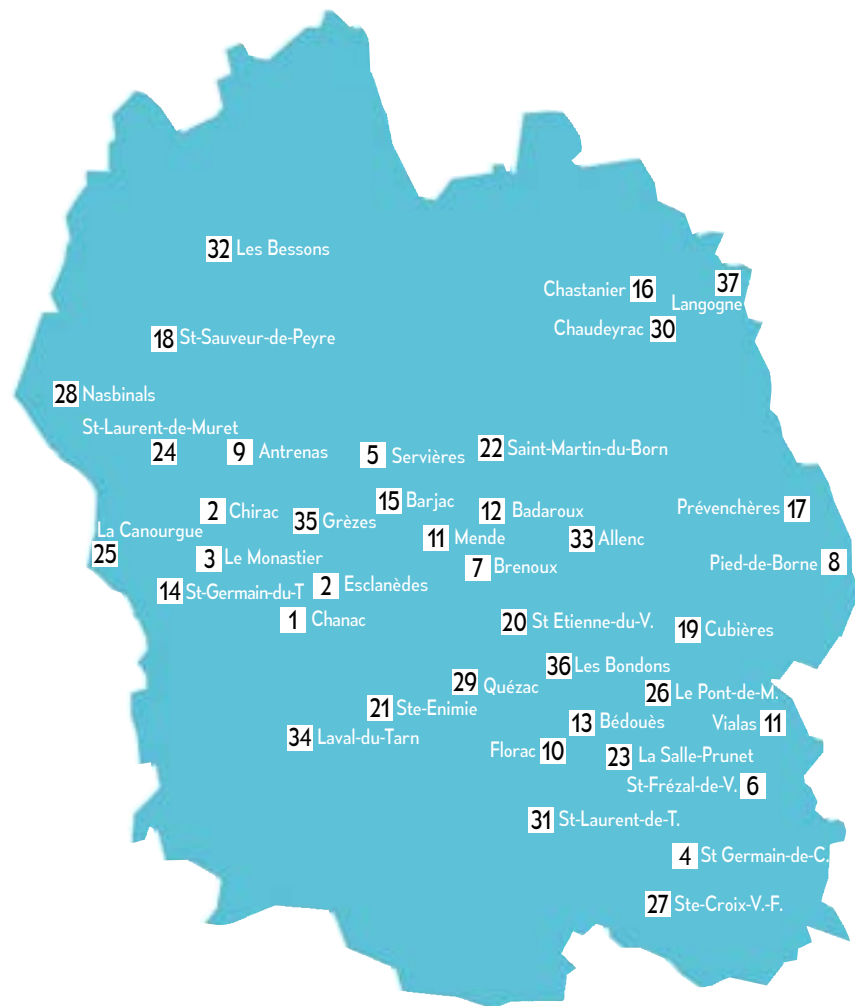 32 Les Bessons
Chastanier 16
37
Langogne
Chaudeyrac 30
18 St-Sauveur-de-Peyre
28 Nasbinals
St-Laurent-de-Muret
24
9 Antrenas
5 Servières
22 Saint-Martin-du-Born
2 Chirac
35 Grèzes
15 Barjac
12 Badaroux
Prévenchères 17
La Canourgue
25
3 Le Monastier
11 Mende
33 Allenc
7 Brenoux
Pied-de-Borne 8
14 St-Germain-du-T
2 Esclanèdes
1 Chanac
20 St Etienne-du-V.
19 Cubières
36 Les Bondons
29 Quézac
26 Le Pont-de-M.
21 Ste-Enimie
13 Bédouès
Vialas 11
34 Laval-du-Tarn
Florac 10
23 La Salle-Prunet
St-Frézal-de-V. 6
31 St-Laurent-de-T.
4 St Germain-de-C.
27 Ste-Croix-V.-F.